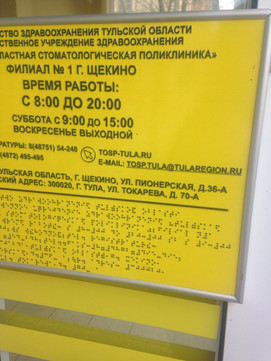 СТВО ЗДРАВООХРАНЕНИЯ ТУЛЬСКОЙ ОБЛАСТИ
СТВЕННОЕ УЧРЕЖДЕНИЕ ЗДРАВООХРАНЕНИЯ
ЛАСТНАЯ СТОМАТОЛОГИЧЕСКАЯ ПОЛИКЛИНИКА»
ФИЛИАЛ № 1 Г. ЩЕКИНО
ВРЕМЯ РАБОТЫ:
С 8:00 ДО 20:00
СУББОТА С 9:00 ДО 15:00
ВОСКРЕСЕНЬЕ ВЫХОДНОЙ
РАТУРЫ: 8(48751) 54-248
(4872) 495-495
TOSP-TULA.RU
E-MAIL: TOSP.TULA@TULAREGION.RU
УЛЬСКАЯ ОБЛАСТЬ, Г. ЩЕКИНО, УЛ. ПИОНЕРСКАЯ, Д.36-А
ЕСКИЙ АДРЕС: 300020, Г. ТУЛА, УЛ. ТОКАРЕВА, Д. 70-А